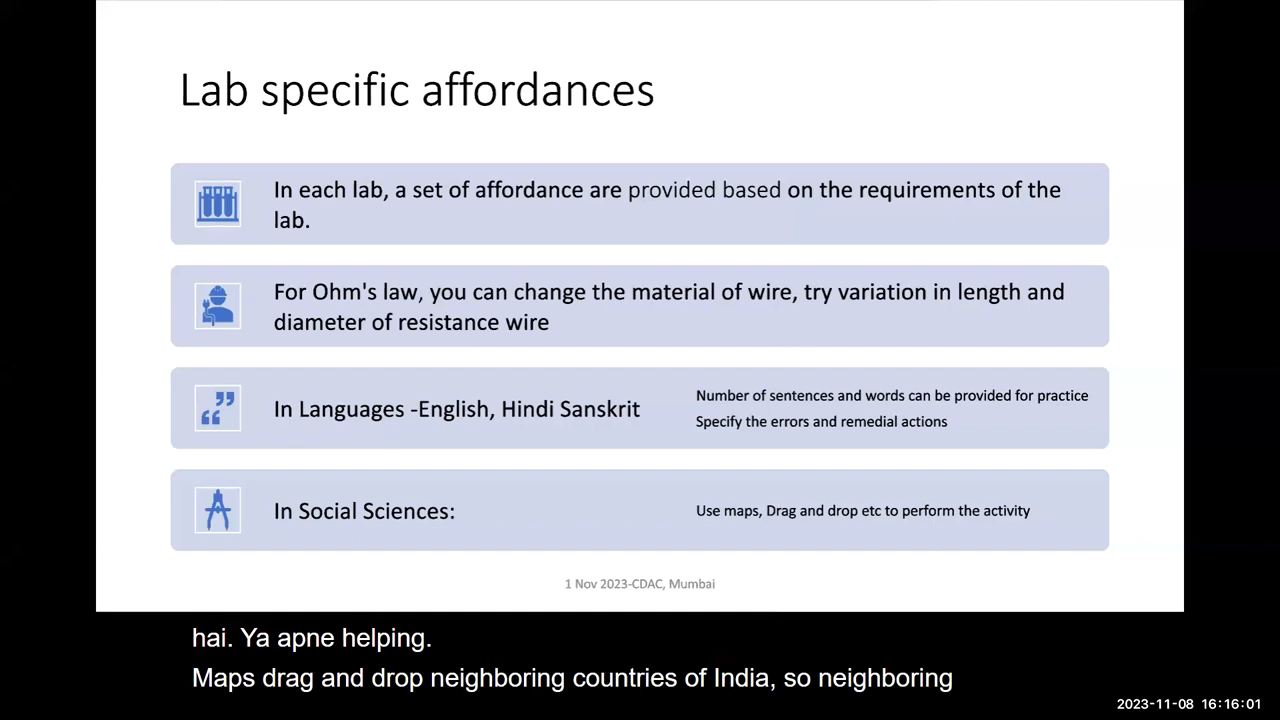 Lab specific affordances
In each lab, a set of affordance are provided based on the requirements of the
lab.
For Ohm's law, you can change the material of wire, try variation in length and
diameter of resistance wire
In Languages -English, Hindi Sanskrit
Number of sentences and words can be provided for practice
Specify the errors and remedial actions
In Social Sciences:
Use maps, Drag and drop etc to perform the activity
1 Nov 2023-CDAC, Mumbai
hai. Ya apne helping.
Maps drag and drop neighboring countries of India, so neighboring
2023-11-08 16:16:01